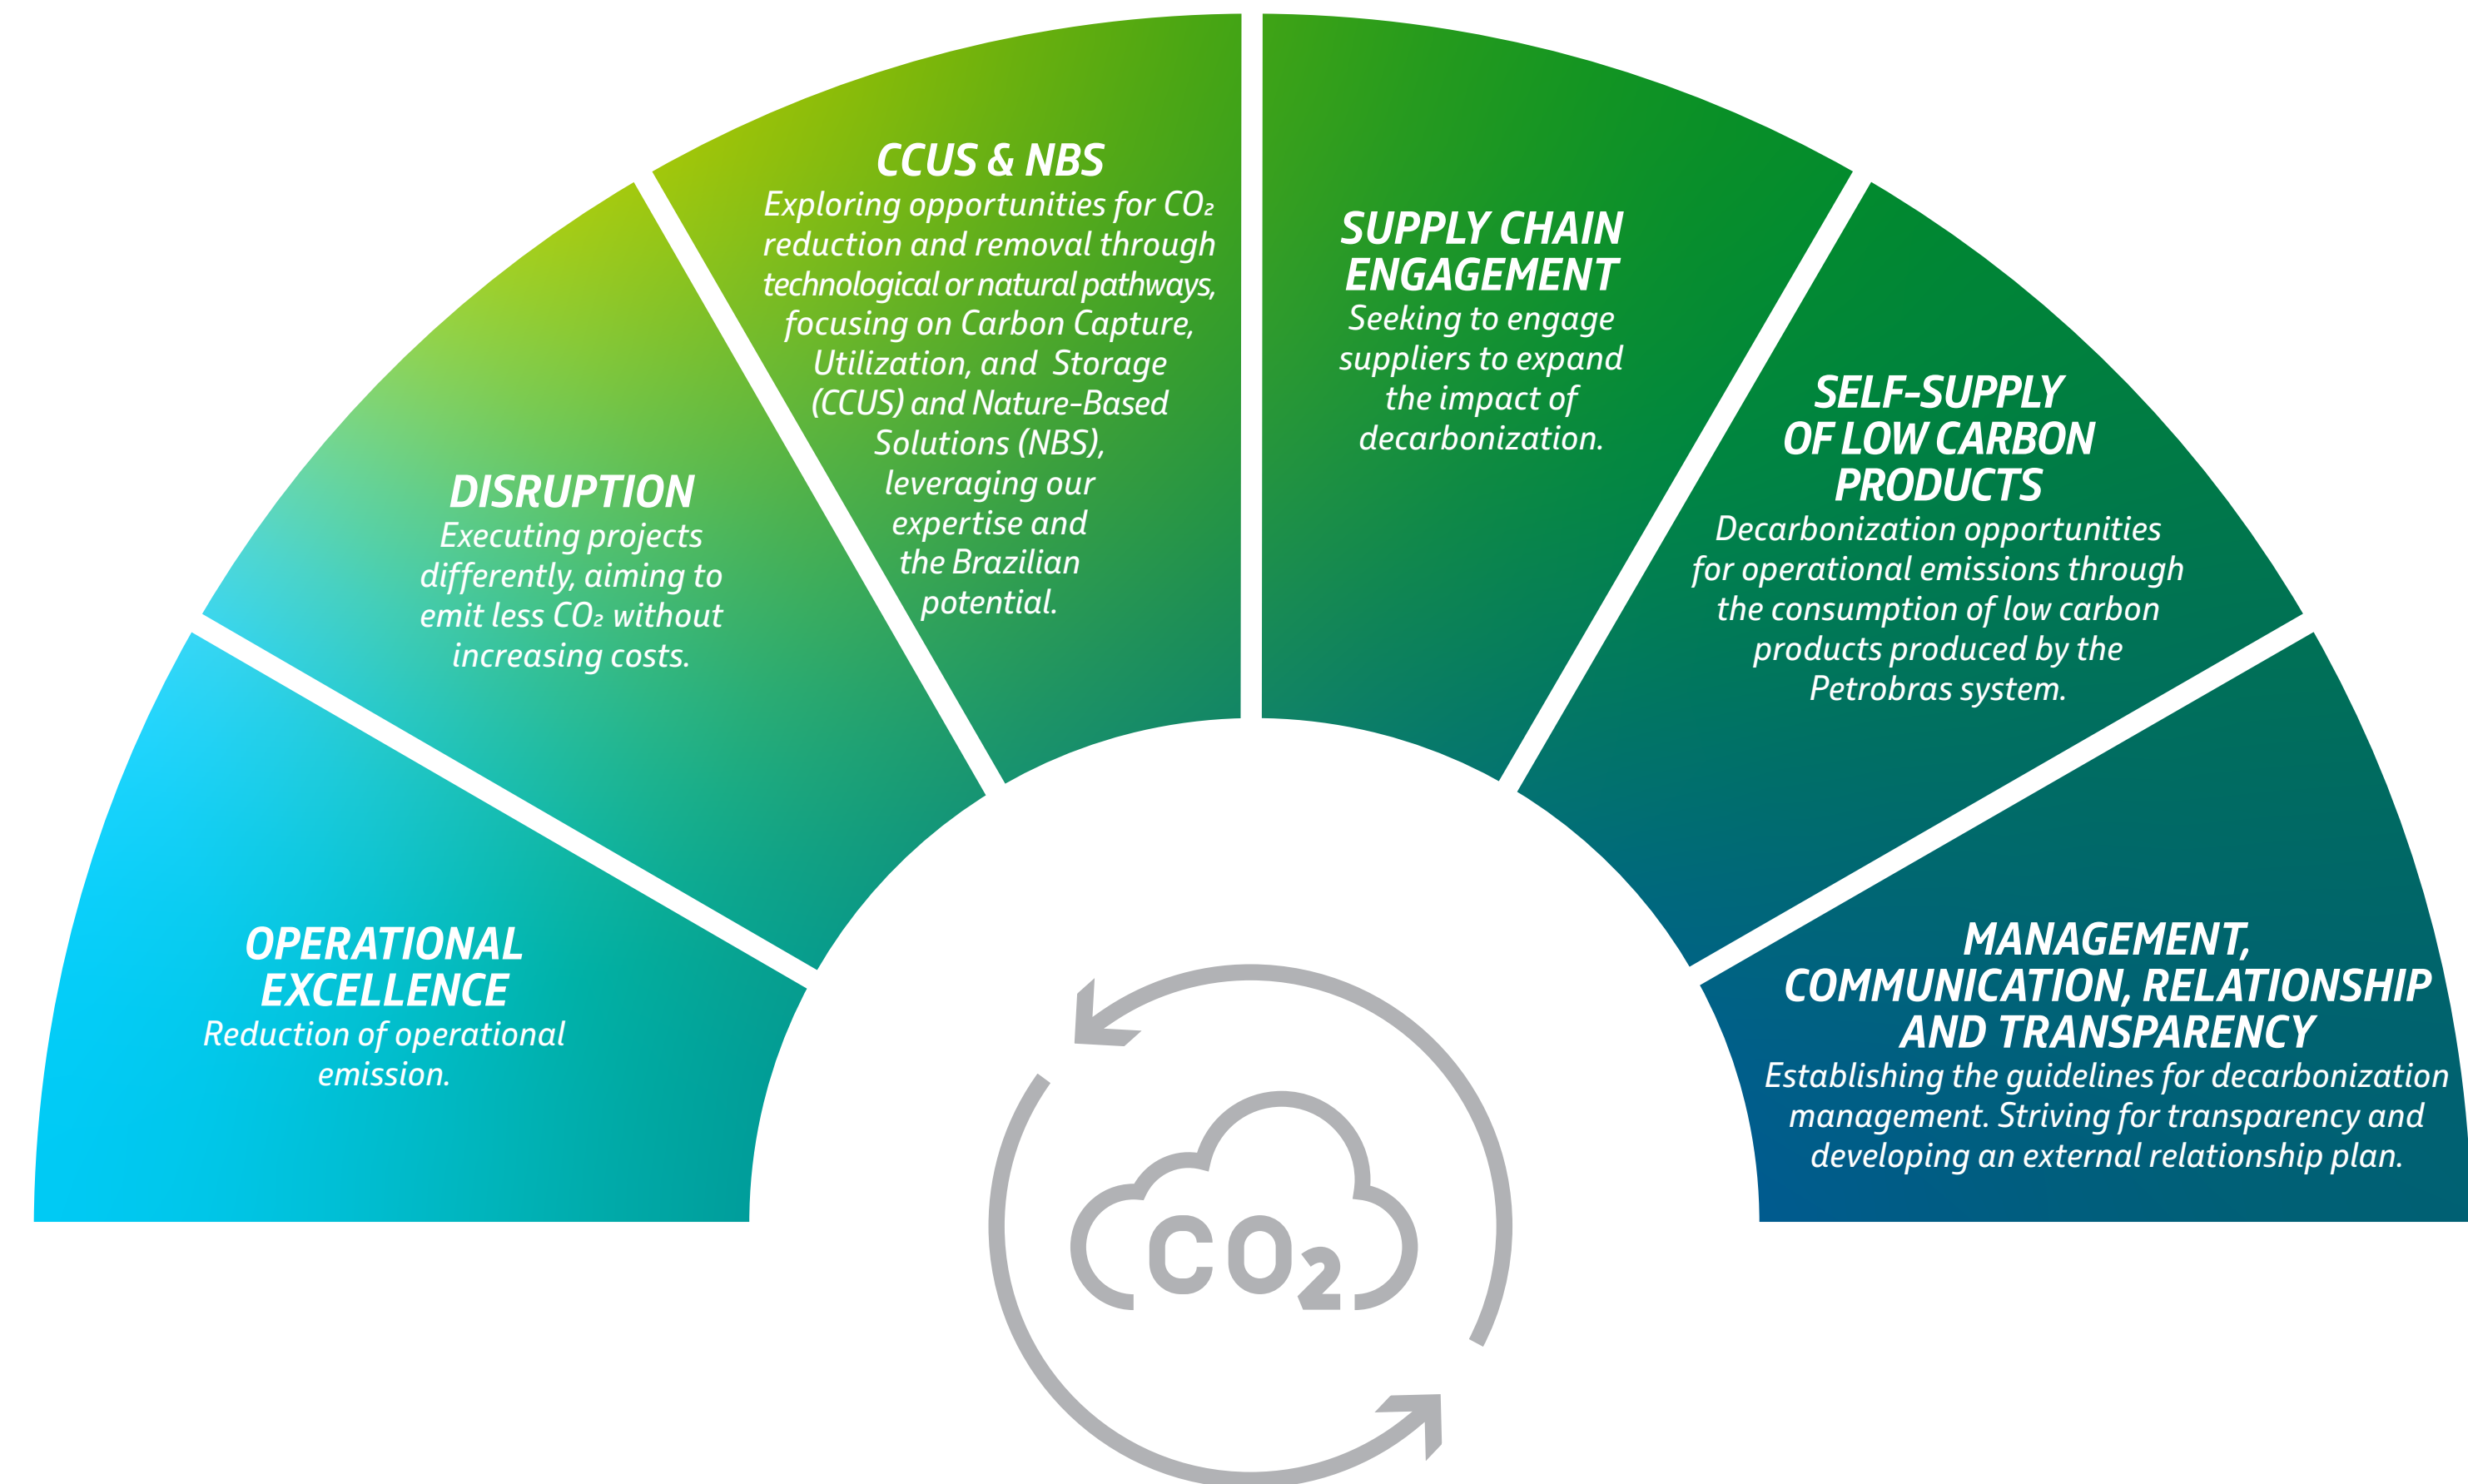 OPERATIONAL
EXCELLENCE
Reduction of operational
emission.
DISRUPTION
Executing projects
differently, aiming to
emit less CO₂ without
increasing costs.
CCUS & NBS
Exploring opportunities for CO₂
reduction and removal through
technological or natural pathways,
focusing on Carbon Capture,
Utilization, and Storage
(CCUS) and Nature-Based
Solutions (NBS),
leveraging our
expertise and
the Brazilian
potential.
SUPPLY CHAIN
ENGAGEMENT
Seeking to engage
suppliers to expand
the impact of
decarbonization.
SELF-SUPPLY
OF LOW CARBON
PRODUCTS
Decarbonization opportunities
for operational emissions through
the consumption of low carbon
products produced by the
Petrobras system.
MANAGEMENT,
COMMUNICATION, RELATIONSHIP
AND TRANSPARENCY
Establishing the guidelines for decarbonization
management. Striving for transparency and
developing an external relationship plan.
CO₂